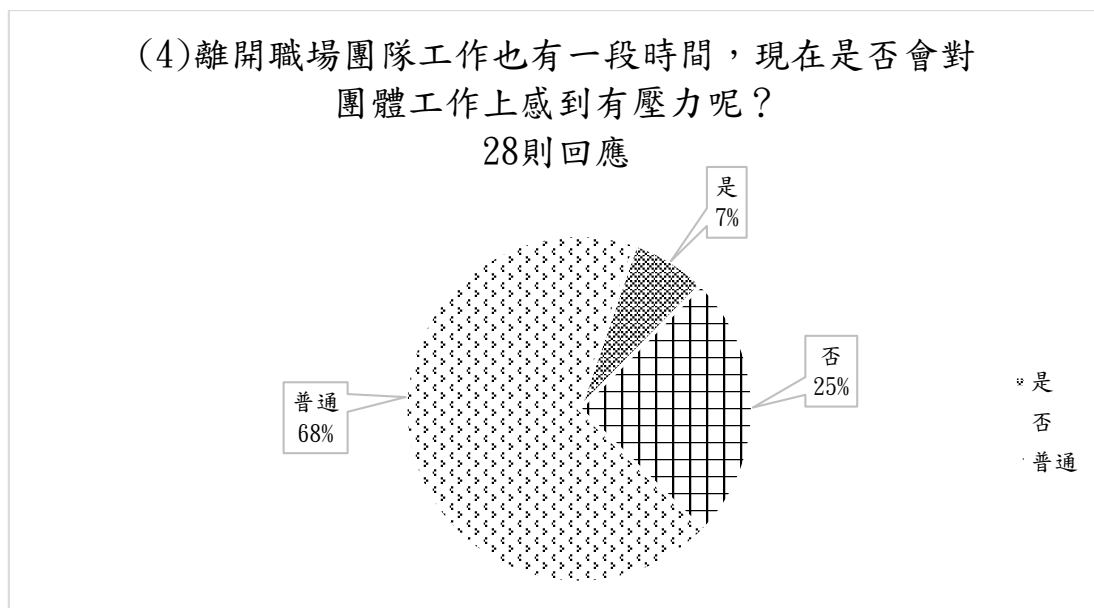 (4)離開職場團隊工作也有一段時間，現在是否會對
團體工作上感到有壓力呢？
28則回應
是
7%
否
25%
普通
68%
是
否
普通